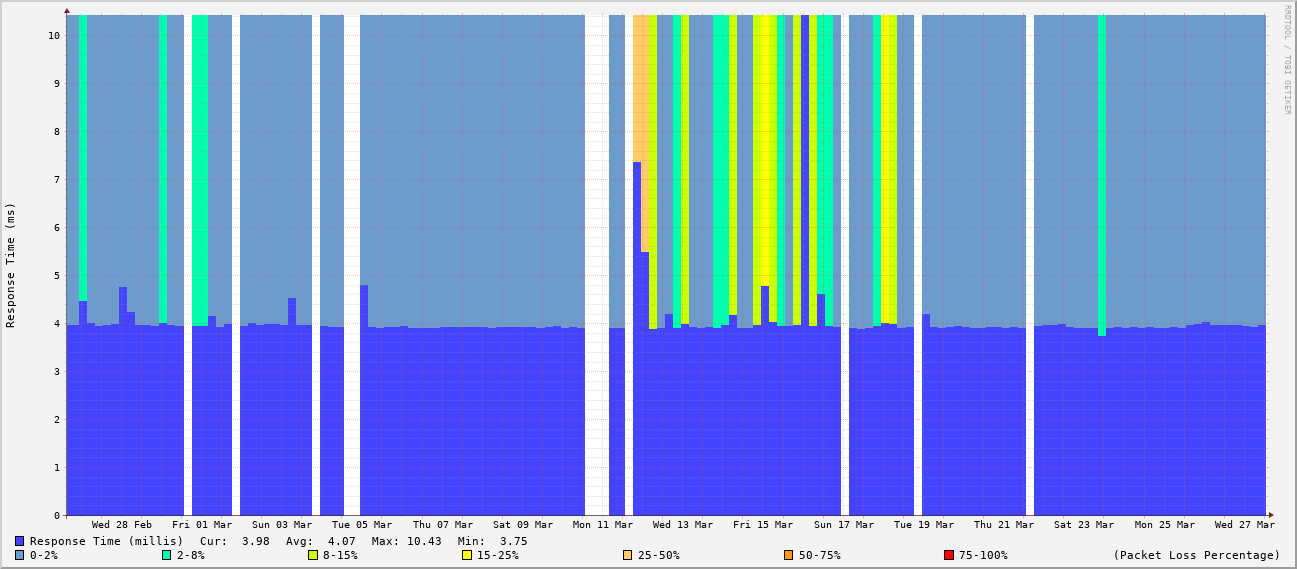 RRDTOOL / TOBI OETIKER
Response Time (ms)
10
9
8
7
6
5
4
3
2
1
0
Wed 28 Feb Fri 01 Mar Sun 03 Mar Tue 05 Mar Thu 07 Mar Sat 09 Mar Mon 11 Mar Wed 13 Mar Fri 15 Mar Sun 17 Mar Tue 19 Mar Thu 21 Mar Sat 23 Mar Mon 25 Mar Wed 27 Mar
Response Time (millis) Cur: 3.98 Avg: 4.07 Max: 10.43 Min: 3.75
0-2% 2-8% 8-15% 15-25% 25-50% 50-75% 75-100% (Packet Loss Percentage)